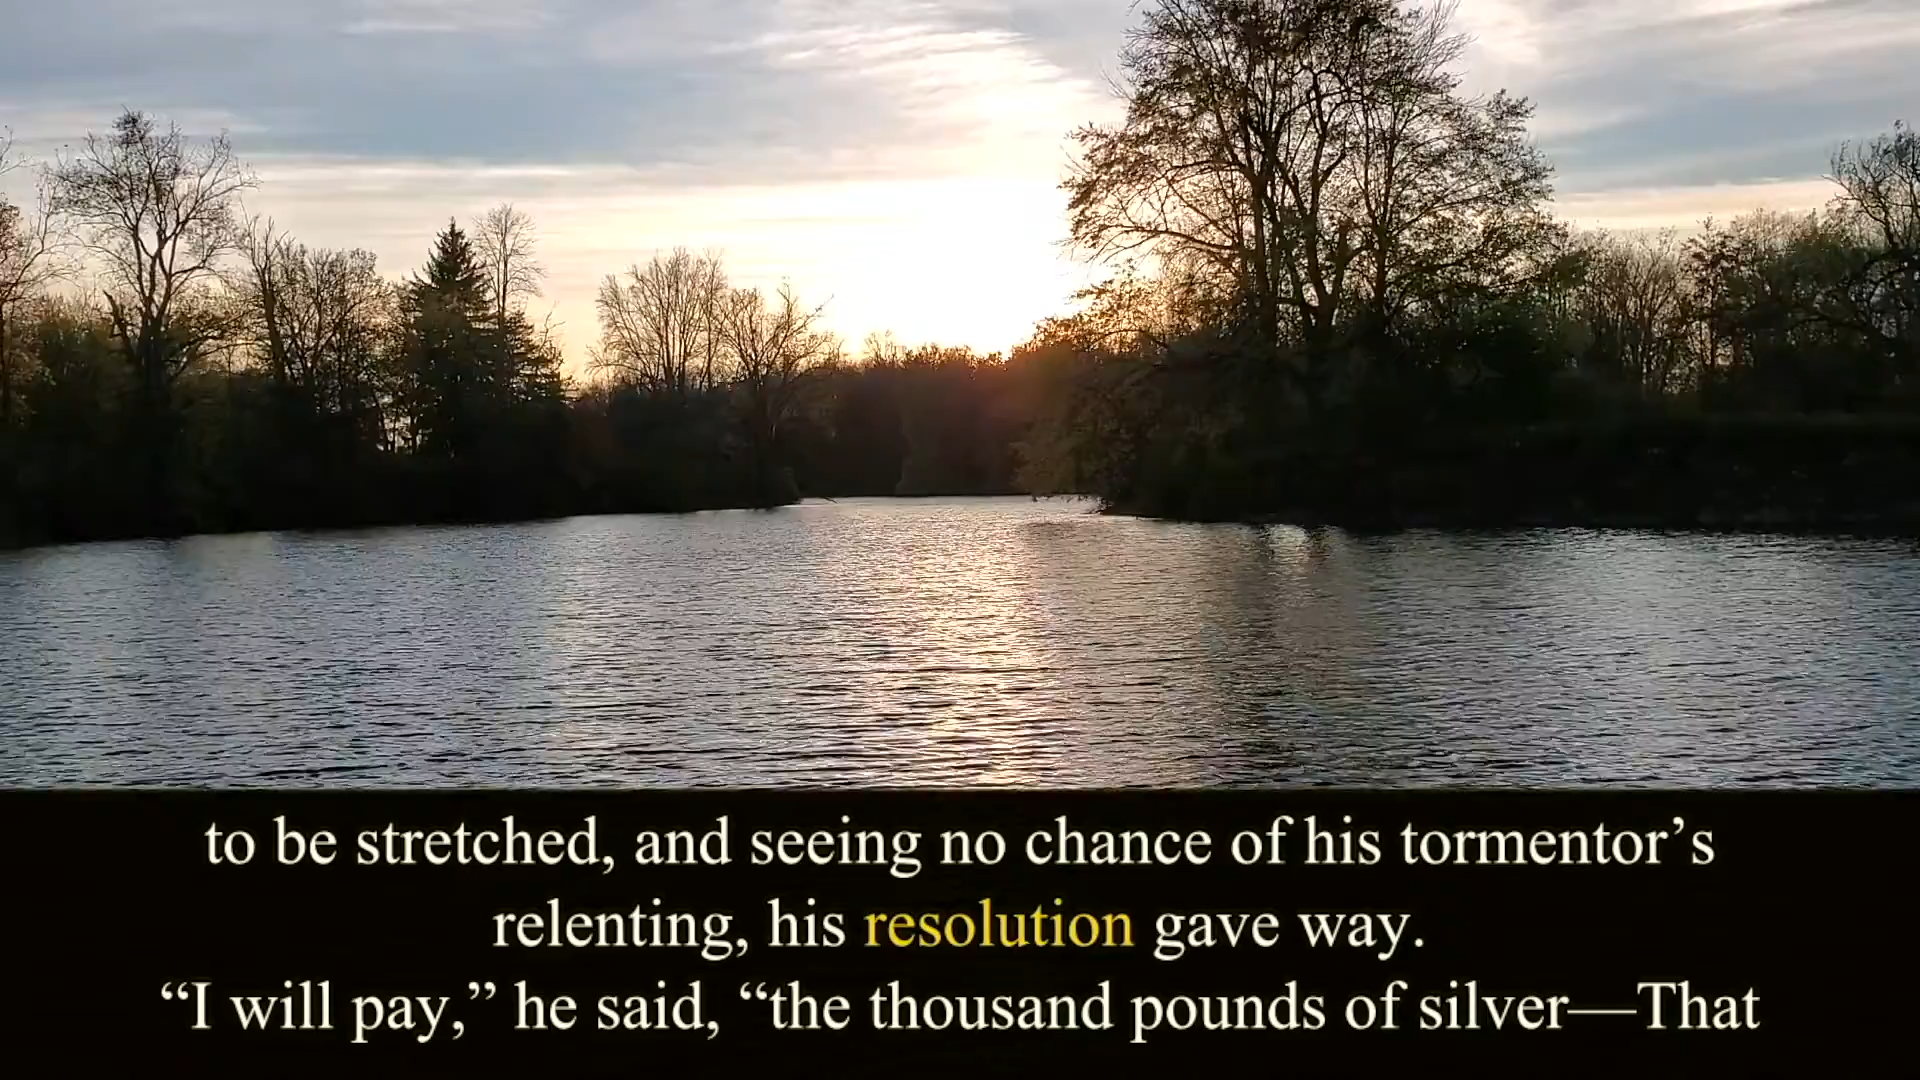 to be stretched, and seeing no chance of his tormentor’s
relenting, his resolution gave way.
“I will pay,” he said, “the thousand pounds of silver—That